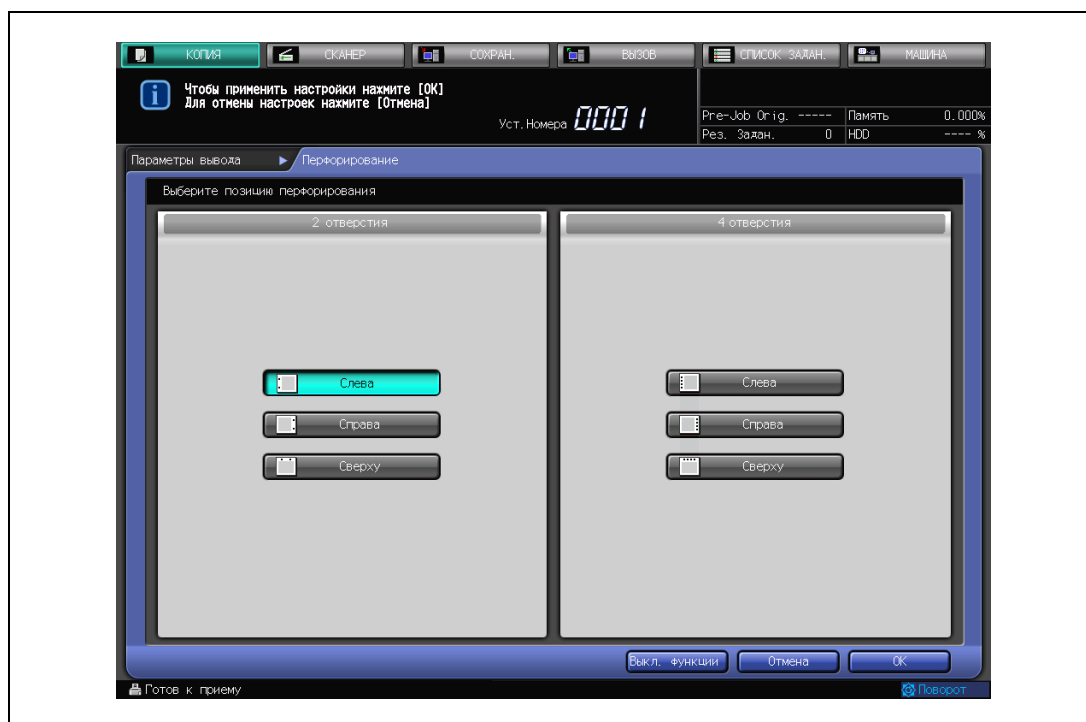 КОПИЯ СКАНЕР СОХРАН. ВЫЗОВ СПИСОК ЗАДАН. МАШИНА
Чтобы применить настройки нажмите [OK]
Для отмены настроек нажмите [Отмена]
Уст.Номера 0001
Pre-Job Orig. ----- Память 0.000%
Рез. Задан. 0 HDD ---- %
Параметры вывода Перфорирование
Выберите позицию перфорирования
2 отверстия 4 отверстия
Слева Слева
Справа Справа
Сверху Сверху
Выкл. функции Отмена OK
Готов к приему Поворот